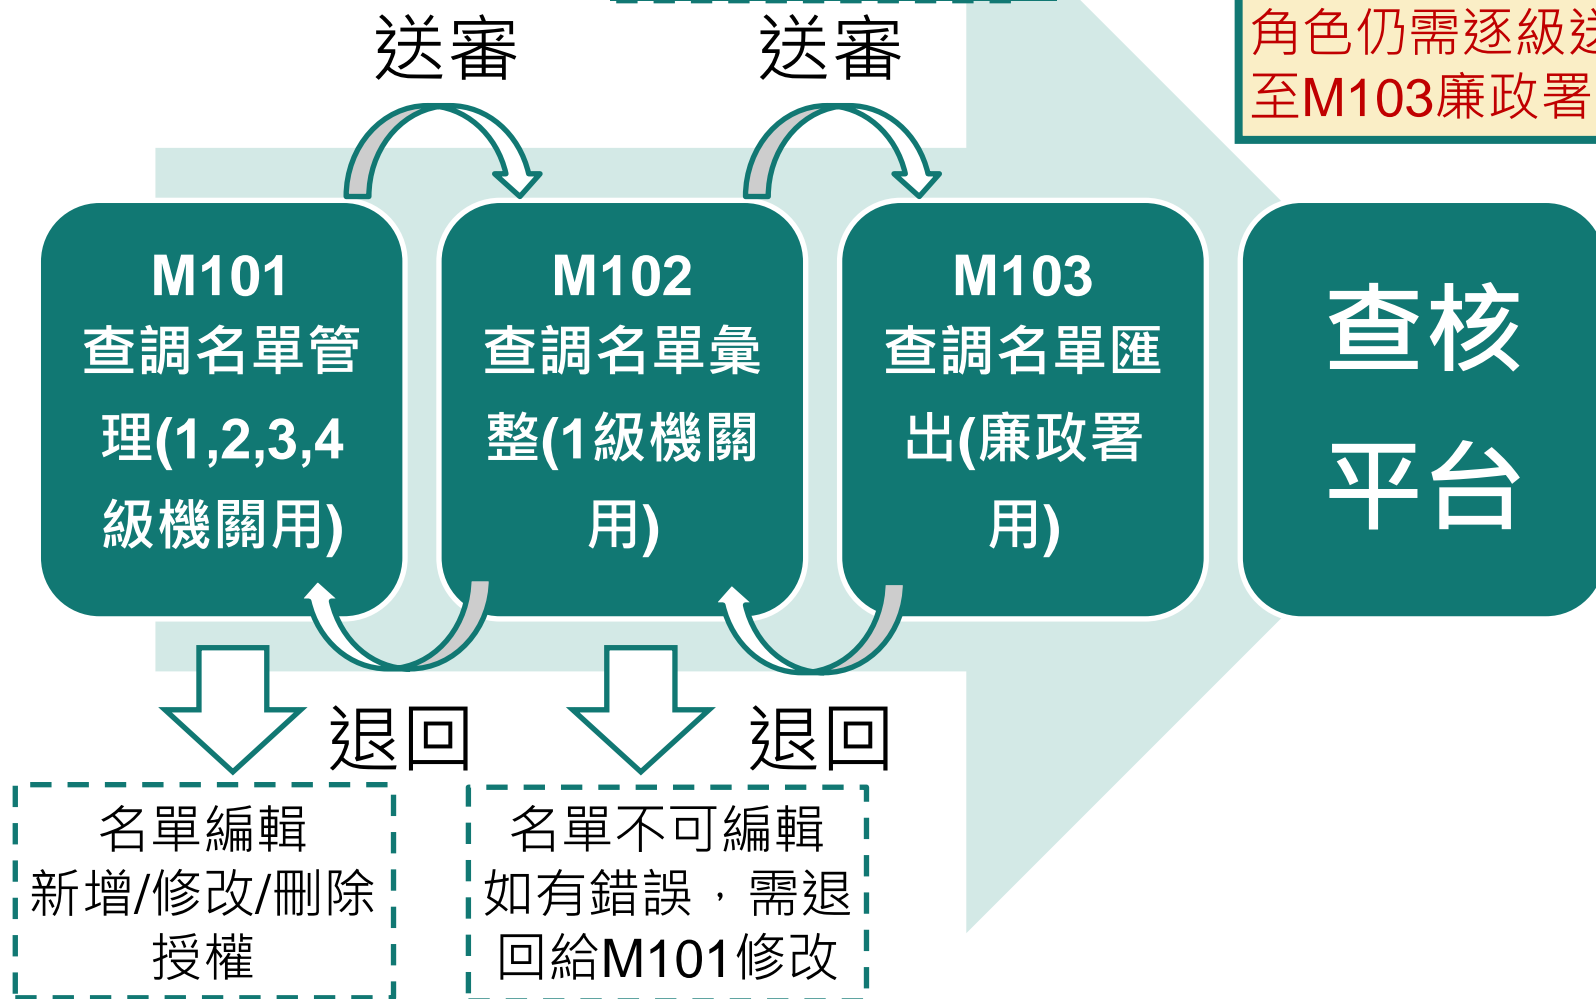 送審
送審
角色仍需逐級送
至M103廉政署
M101
查調名單管
理(1,2,3,4
級機關用)
M102
查調名單彙
整(1級機關
用)
M103
查調名單匯
出(廉政署
用)
查核
平台
退回
退回
名單編輯
新增/修改/刪除
授權
名單不可編輯
如有錯誤，需退
回給M101修改